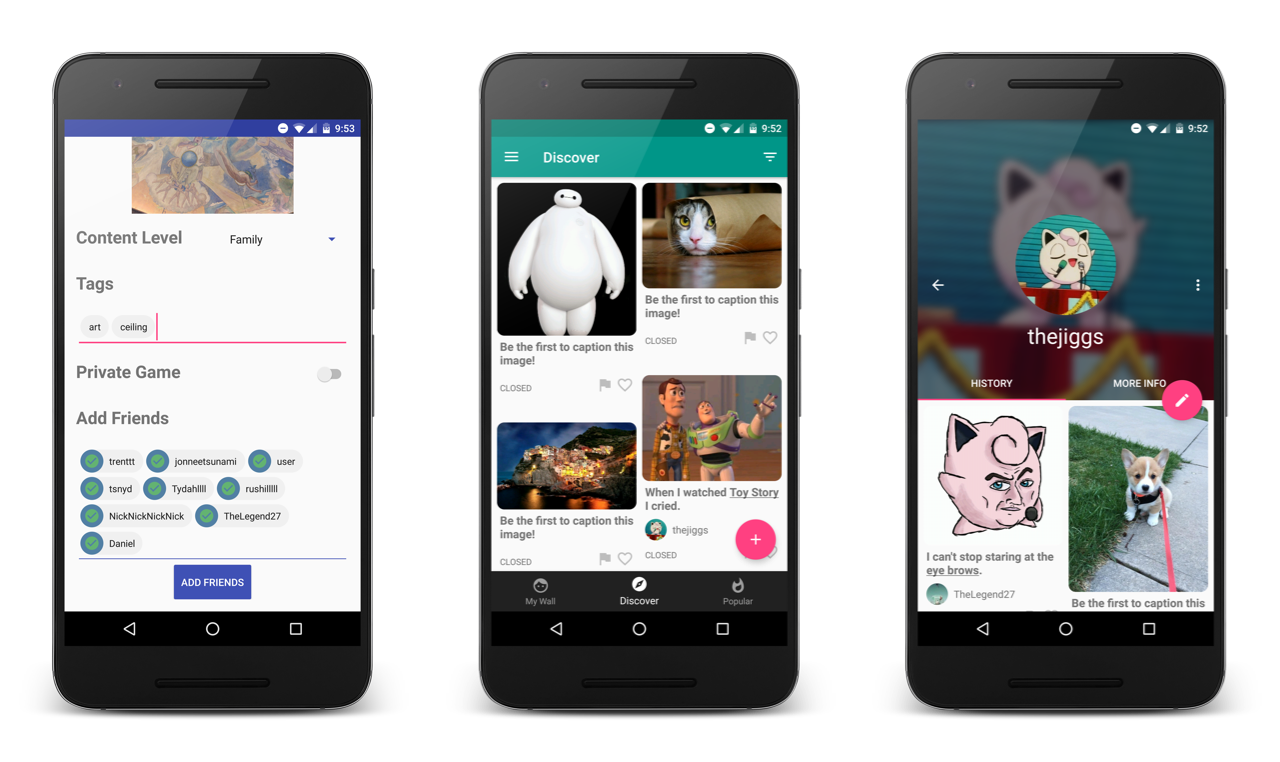 9:53
Content Level
Family
Tags
art
ceiling
Private Game
Add Friends
trenttt
jonneetsunami
user
tsnyd
Tydahllll
rushilllll
NickNickNickNick
TheLegend27
Daniel
ADD FRIENDS
9:52
Discover
Be the first to caption this
image!
CLOSED
Be the first to caption this
image!
CLOSED
Be the first to caption this
image!
CLOSED
When I watched Toy Story
I cried.
thejiggs
CLOSED
My Wall
Discover
Popular
9:52
thejiggs
HISTORY
MORE INFO
I can't stop staring at the
eye brows.
TheLegend27
Be the first to caption this